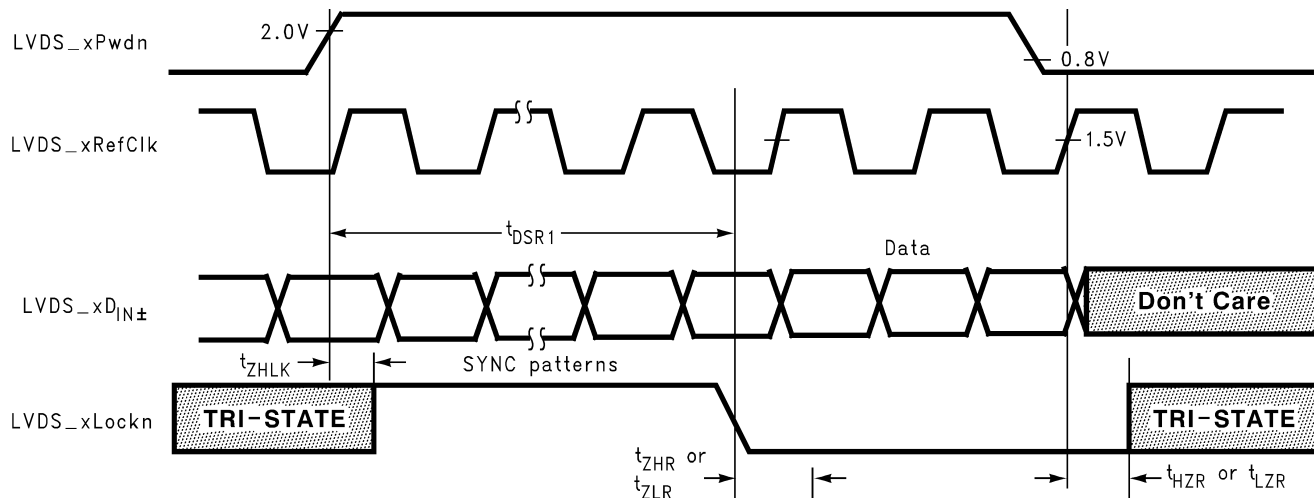 LVDS_xPwdn
2.0V
0.8V
LVDS_xRefClk
1.5V
tDSR1
Data
LVDS_xDIN±
Don't Care
tZHLK
SYNC patterns
LVDS_xLockn
TRI-STATE
TRI-STATE
tZHR or
tZLR
tHZR or tLZR